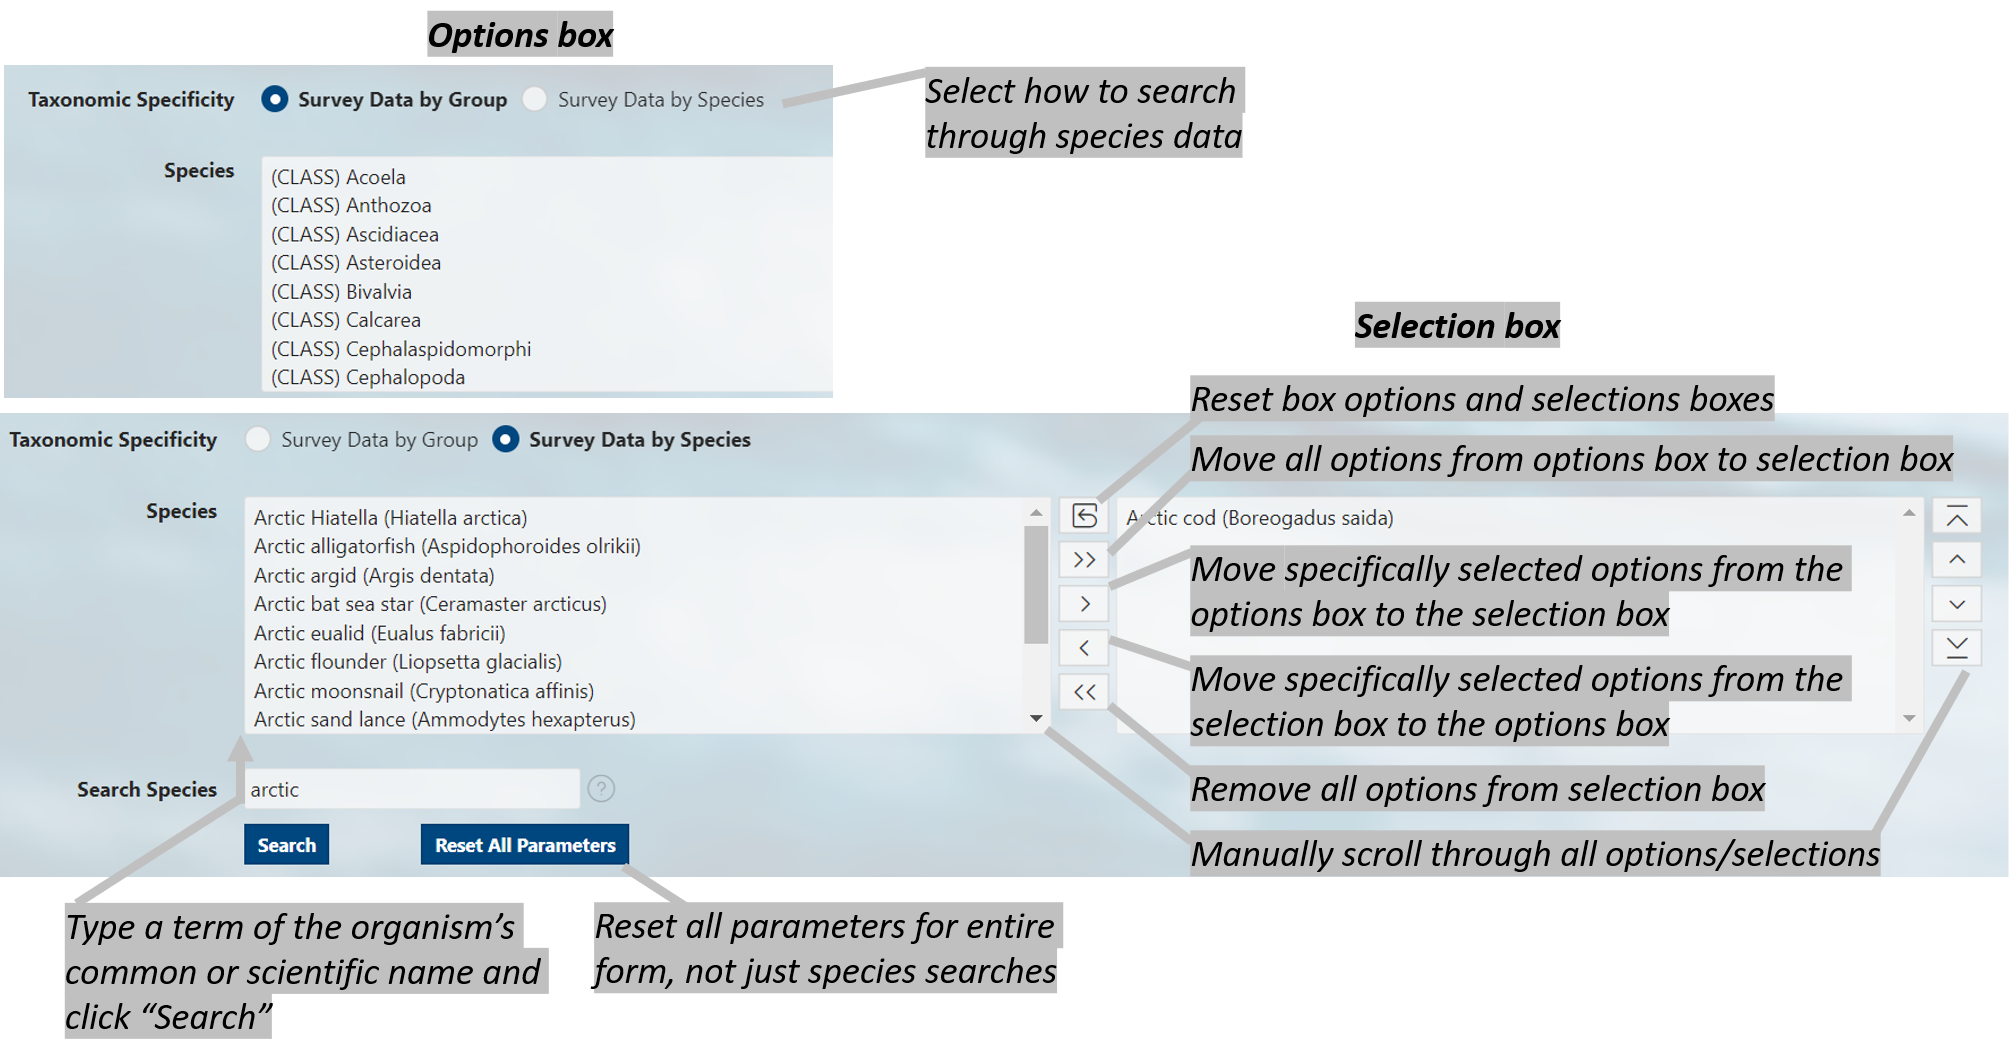 Options box
Taxonomic Specificity Survey Data by Group Survey Data by Species
Select how to search
through species data
Species
(CLASS) Acoela
(CLASS) Anthozoa
(CLASS) Ascidiacea
(CLASS) Asteroidea
(CLASS) Bivalvia
(CLASS) Calcarea
(CLASS) Cephalaspidomorphi
(CLASS) Cephalopoda
Selection box
Reset box options and selections boxes
Taxonomic Specificity Survey Data by Group Survey Data by Species
Move all options from options box to selection box
Species
Arctic Hiatella (Hiatella arctica)
Arctic alligatorfish (Aspidophoroides olrikii)
Arctic argid (Argis dentata)
Arctic bat sea star (Ceramaster arcticus)
Arctic eualid (Eualus fabricii)
Arctic flounder (Liopsetta glacialis)
Arctic moonsnail (Cryptonatica affinis)
Arctic sand lance (Ammodytes hexapterus)
Arctic cod (Boreogadus saida)
Move specifically selected options from the
options box to the selection box
Move specifically selected options from the
selection box to the options box
Remove all options from selection box
Manually scroll through all options/selections
Search Species arctic ?
Search Reset All Parameters
Type a term of the organism’s
common or scientific name and
click “Search”
Reset all parameters for entire
form, not just species searches